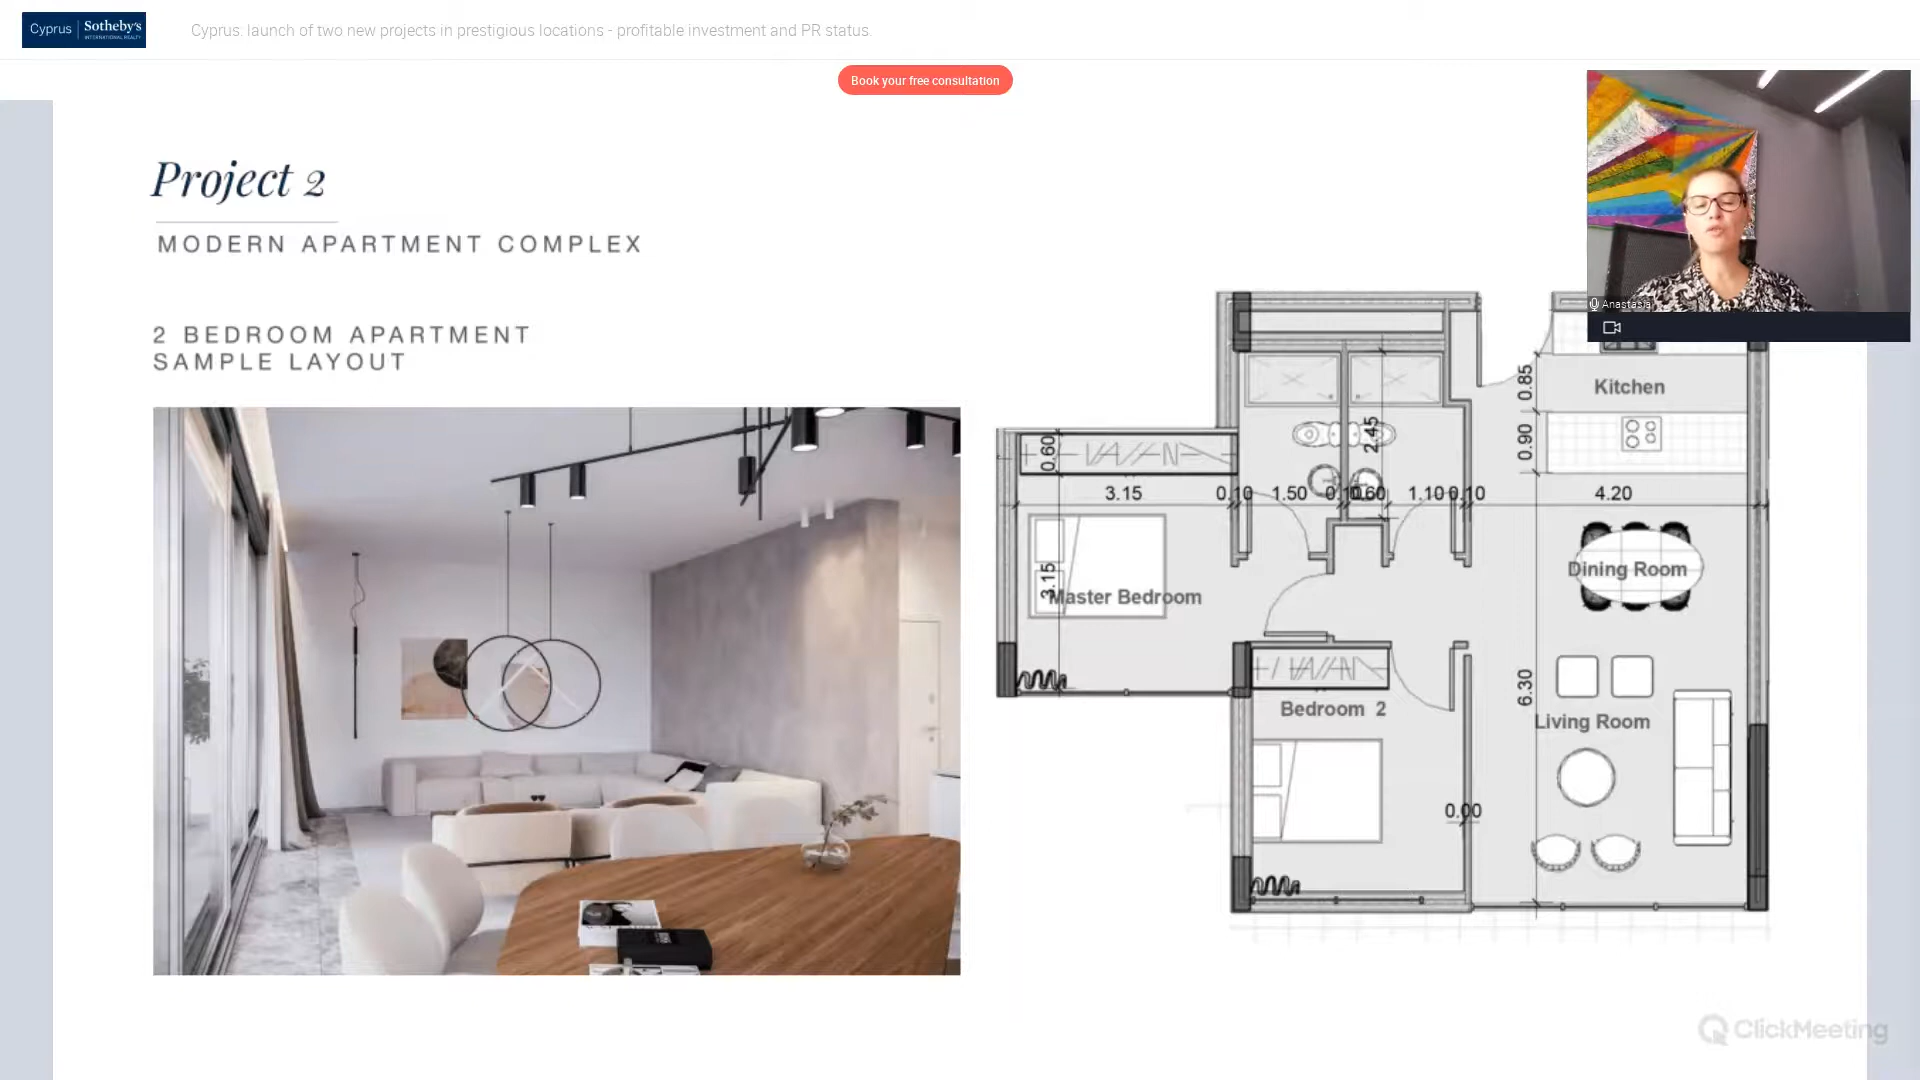 Cyprus Sotheby's
INTERNATIONAL REALTY
Cyprus: launch of two new projects in prestigious locations - profitable investment and PR status.
Book your free consultation
Anastasia
Project 2
MODERN APARTMENT COMPLEX
2 BEDROOM APARTMENT
SAMPLE LAYOUT
Kitchen
0.85
0.90
2.45
0.60
3.15
0.10
1.50
0.10
0.60
1.10
0.10
4.20
3.15
Master Bedroom
Dining Room
6.30
Bedroom 2
Living Room
0.00
ClickMeeting